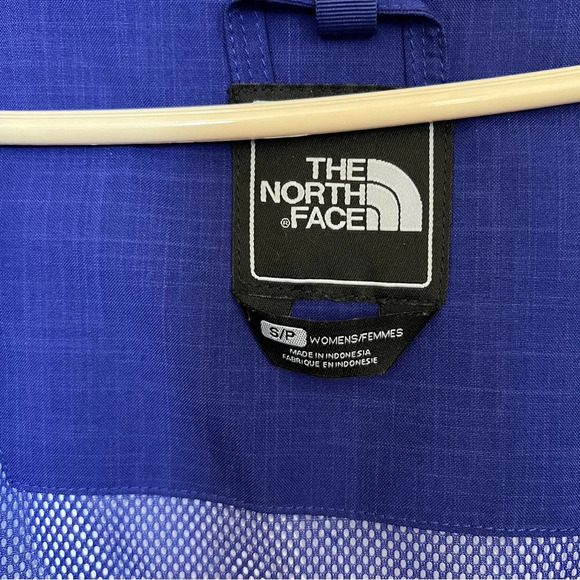 THE
NORTH
®FACE
S/P WOMENS/FEMMES
MADE IN INDONESIA
FABRIQUE EN INDONESIE